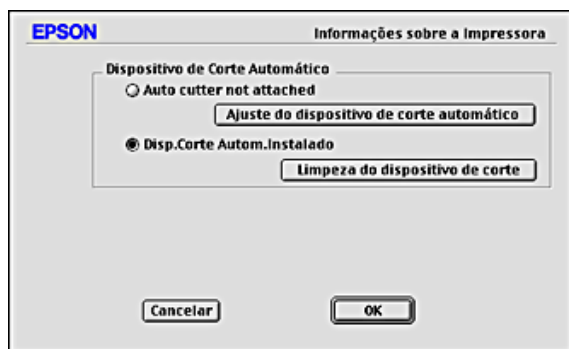 EPSON Informações sobre a Impressora
Dispositivo de Corte Automático
Auto cutter not attached
Ajuste do dispositivo de corte automático
Disp.Corte Autom.Instalado
Limpeza do dispositivo de corte
Cancelar OK